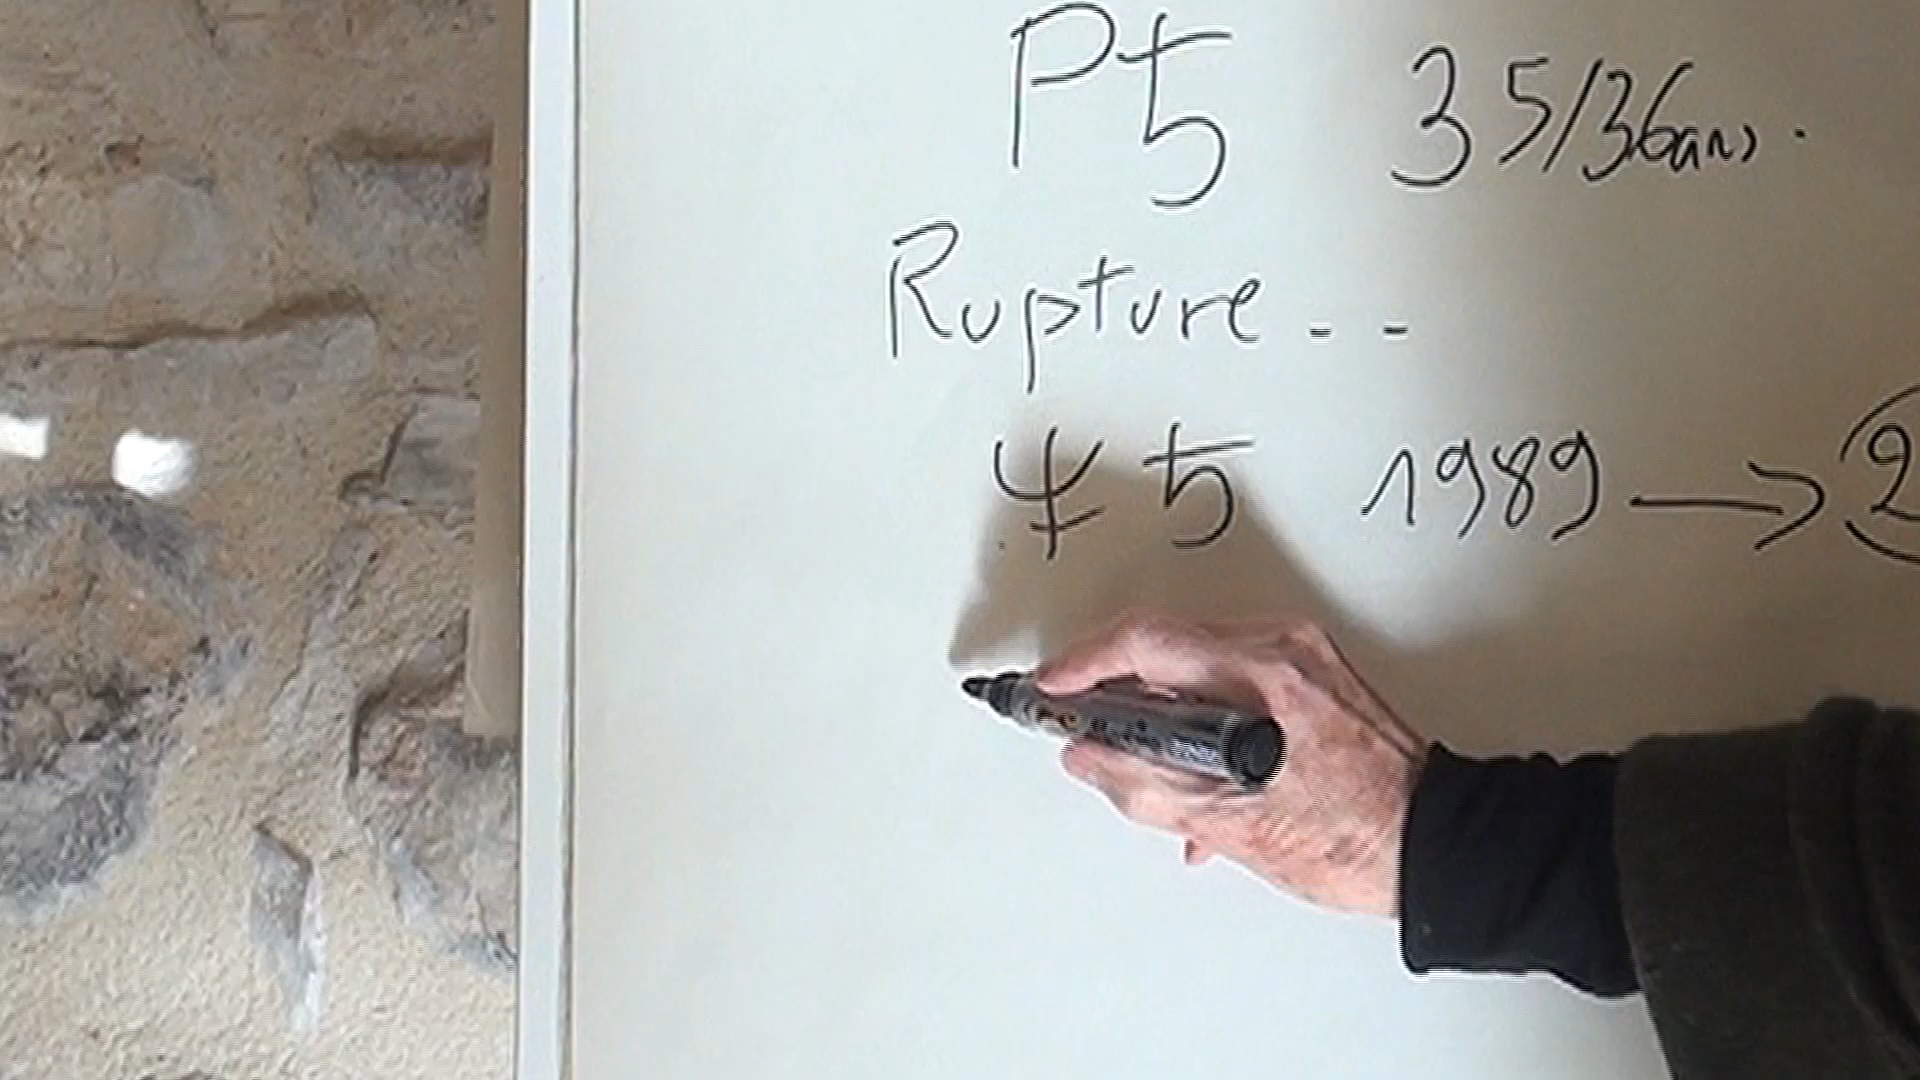 P♄ 35/36ans.
Rupture..
♆ ♄ 1989 → 2